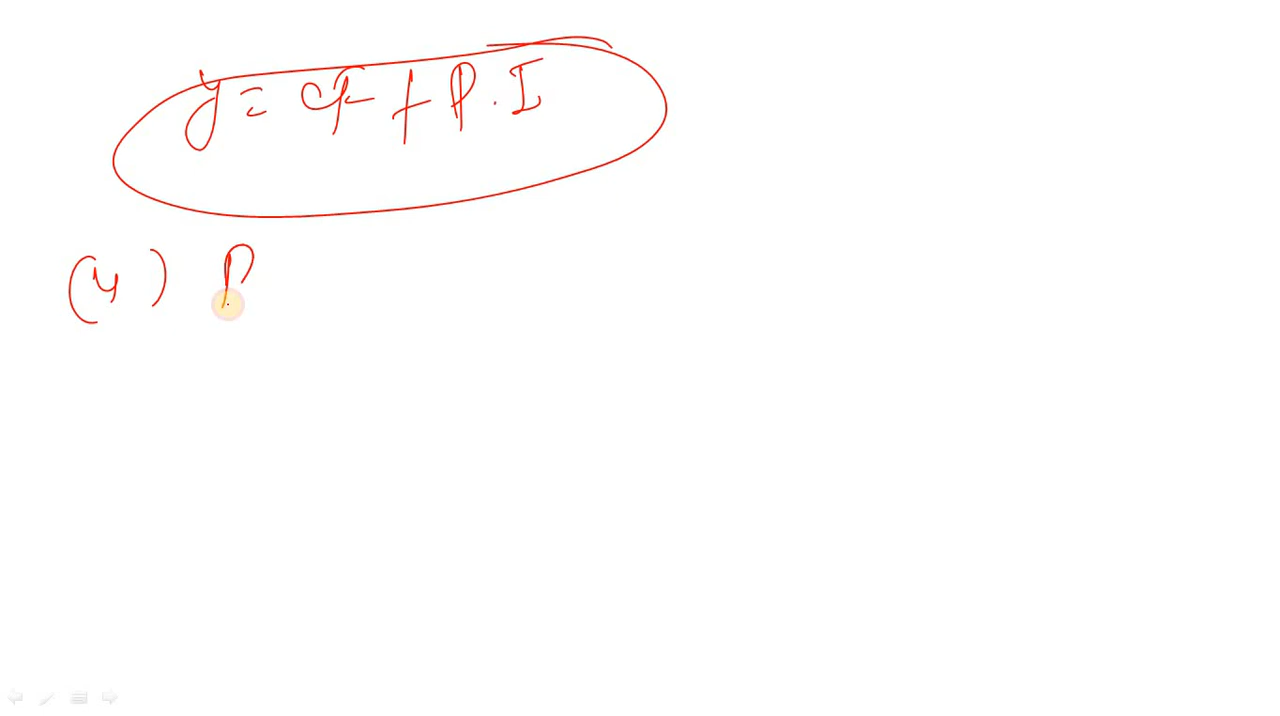 y = CF + P.I
(4) P